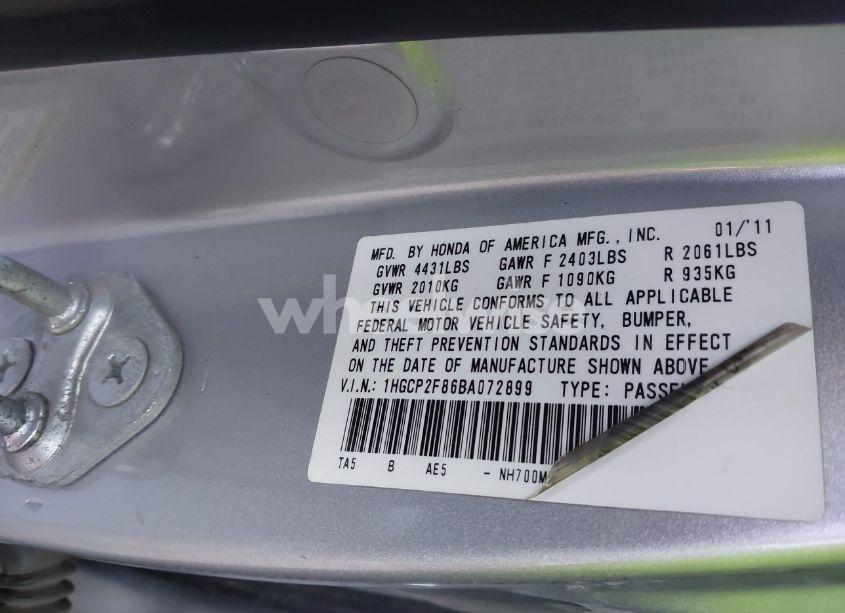 MFD. BY HONDA OF AMERICA MFG., INC. 01/'11
GVWR 4431LBS GAWR F 2403LBS R 2061LBS
GVWR 2010KG GAWR F 1090KG R 935KG
THIS VEHICLE CONFORMS TO ALL APPLICABLE
FEDERAL MOTOR VEHICLE SAFETY, BUMPER,
AND THEFT PREVENTION STANDARDS IN EFFECT
ON THE DATE OF MANUFACTURE SHOWN ABOVE
V.I.N.: 1HGCP2F86BA072899 TYPE: PASSE
TA5 B AE5 - NH700M